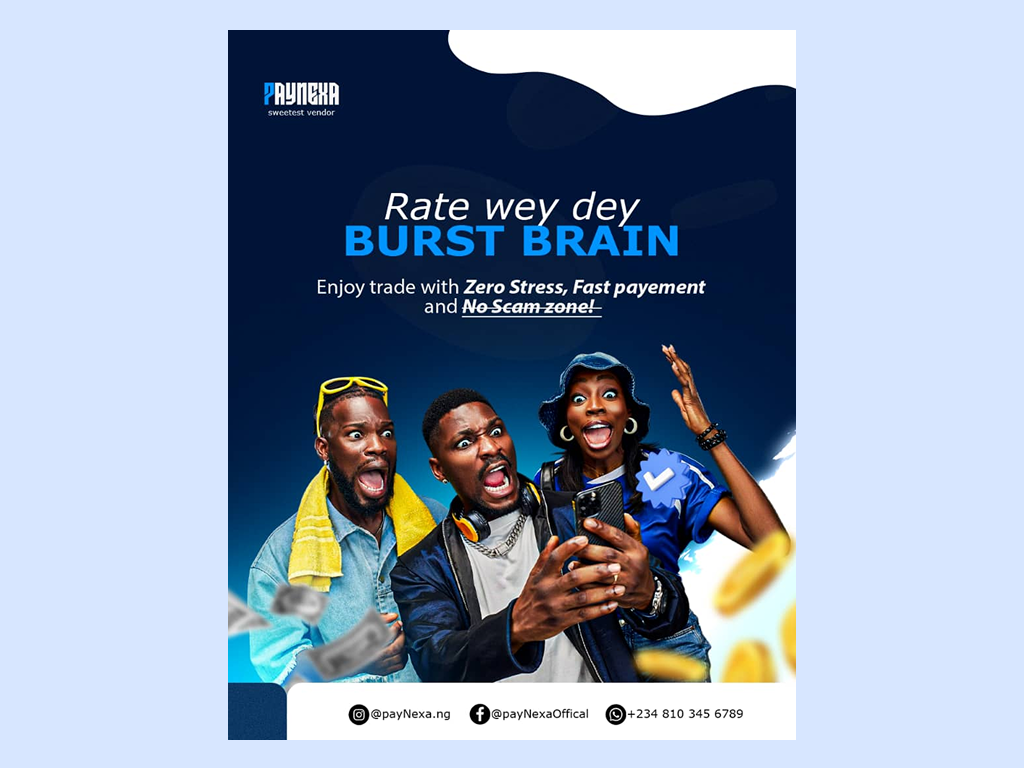 PAYNEXA
sweetest vendor
Rate wey dey
BURST BRAIN
Enjoy trade with Zero Stress, Fast payement
and No Scam zone!
@payNexa.ng @payNexaOffical +234 810 345 6789